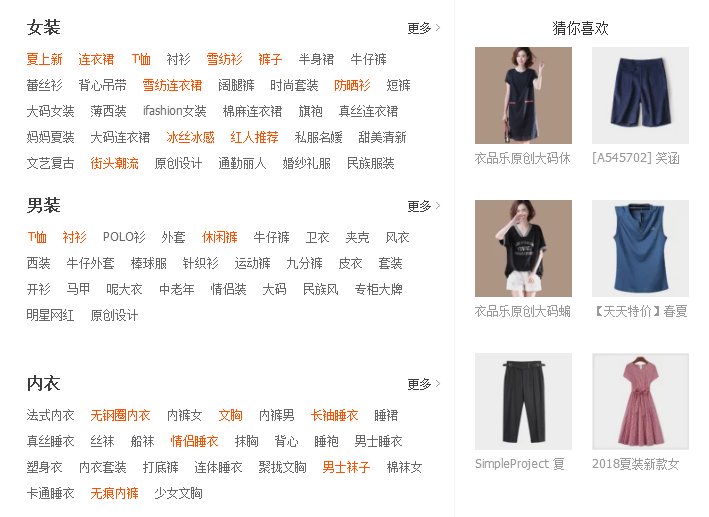 女装 更多 >
夏上新 连衣裙 T恤 衬衫 雪纺衫 裤子 半身裙 牛仔裤
蕾丝衫 背心吊带 雪纺连衣裙 阔腿裤 时尚套装 防晒衫 短裤
大码女装 薄西装 ifashion女装 棉麻连衣裙 旗袍 真丝连衣裙
妈妈夏装 大码连衣裙 冰丝冰感 红人推荐 私服名媛 甜美清新
文艺复古 街头潮流 原创设计 通勤丽人 婚纱礼服 民族服装
男装 更多 >
T恤 衬衫 POLO衫 外套 休闲裤 牛仔裤 卫衣 夹克 风衣
西装 牛仔外套 棒球服 针织衫 运动裤 九分裤 皮衣 套装
开衫 马甲 呢大衣 中老年 情侣装 大码 民族风 专柜大牌
明星网红 原创设计
内衣 更多 >
法式内衣 无钢圈内衣 内裤女 文胸 内裤男 长袖睡衣 睡裙
真丝睡衣 丝袜 船袜 情侣睡衣 抹胸 背心 睡袍 男士睡衣
塑身衣 内衣套装 打底裤 连体睡衣 聚拢文胸 男士袜子 棉袜女
卡通睡衣 无痕内裤 少女文胸
猜你喜欢
衣品乐原创大码休 [A545702] 笑涵
衣品乐原创大码蝙 【天天特价】春夏
SimpleProject 复 2018夏装新款女